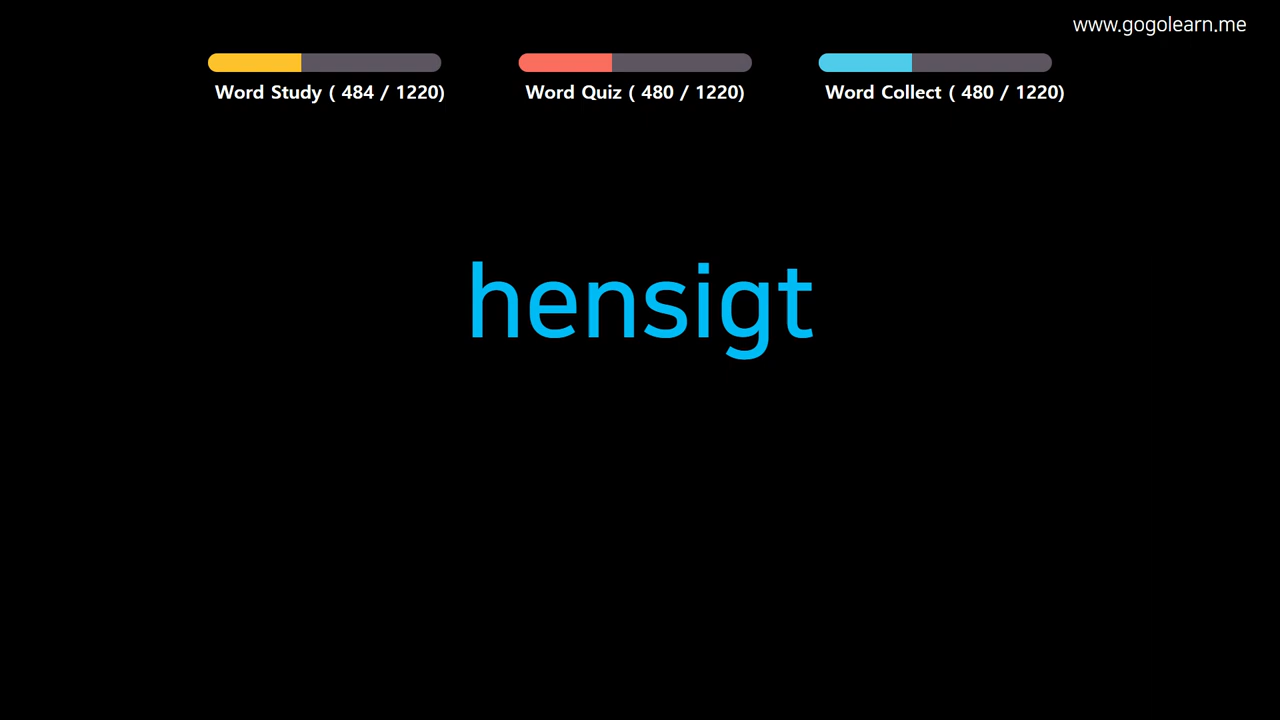 www.gogolearn.me
Word Study ( 484 / 1220)
Word Quiz ( 480 / 1220)
Word Collect ( 480 / 1220)
hensigt